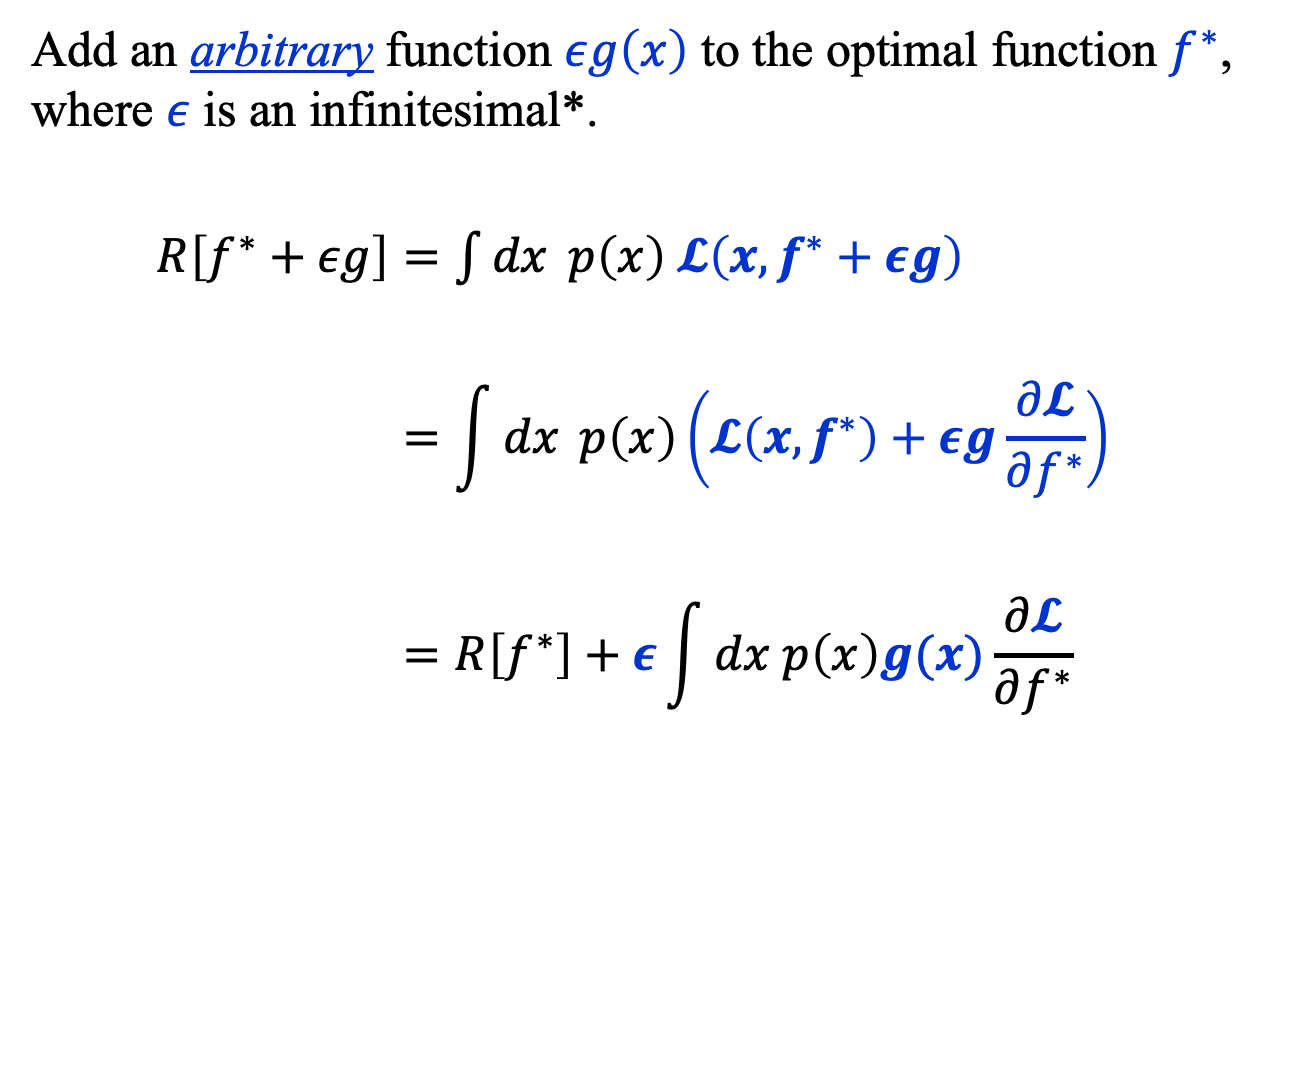 Add an arbitrary function ϵg(x) to the optimal function f*,
where ϵ is an infinitesimal*.
R[f* + ϵg] = ∫ dx p(x) ℒ(x, f* + ϵg)
= ∫ dx p(x) (ℒ(x, f*) + ϵg ∂ℒ/∂f*)
= R[f*] + ϵ ∫ dx p(x)g(x) ∂ℒ/∂f*